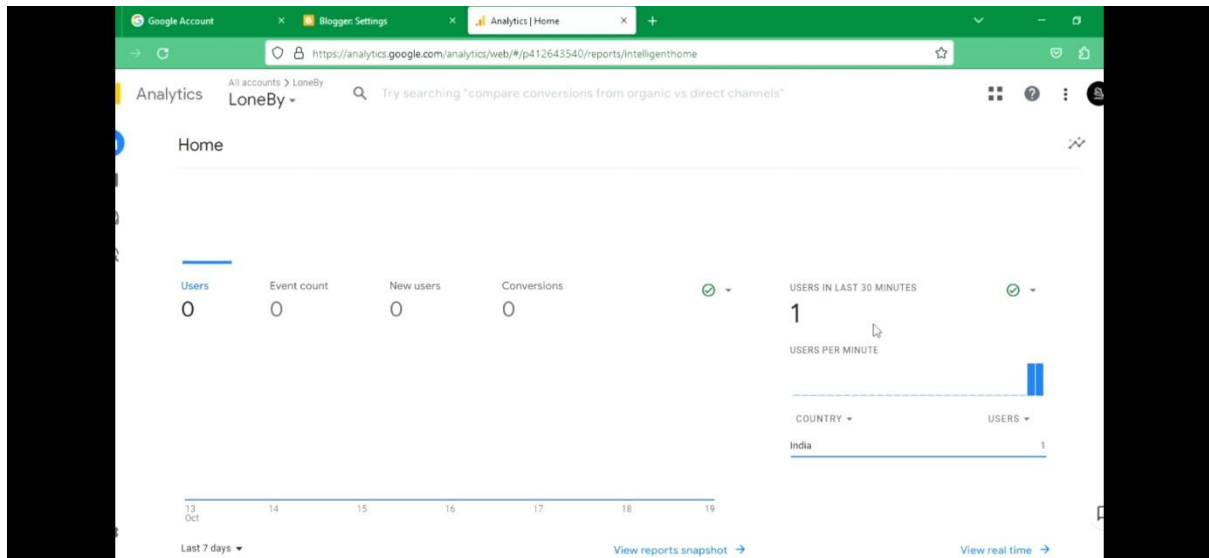 Google Account
Blogger: Settings
Analytics | Home
https://analytics.google.com/analytics/web/#/p412643540/reports/intelligenthome
Analytics
All accounts > LoneBy
LoneBy
Try searching "compare conversions from organic vs direct channels"
Home
Users
Event count
New users
Conversions
0
0
0
0
USERS IN LAST 30 MINUTES
1
USERS PER MINUTE
COUNTRY
USERS
India
1
13
Oct
14
15
16
17
18
19
Last 7 days
View reports snapshot
View real time